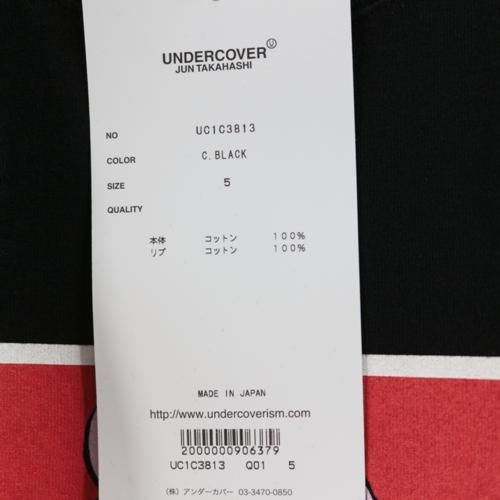 UNDERCOVER Ⓤ
JUN TAKAHASHI
NO UC1C3813
COLOR C.BLACK
SIZE 5
QUALITY
本体 コットン 100%
リブ コットン 100%
MADE IN JAPAN
http://www.undercoverism.com
2000000906379
UC1C3813 Q01 5
(株) アンダーカバー 03-3470-0850